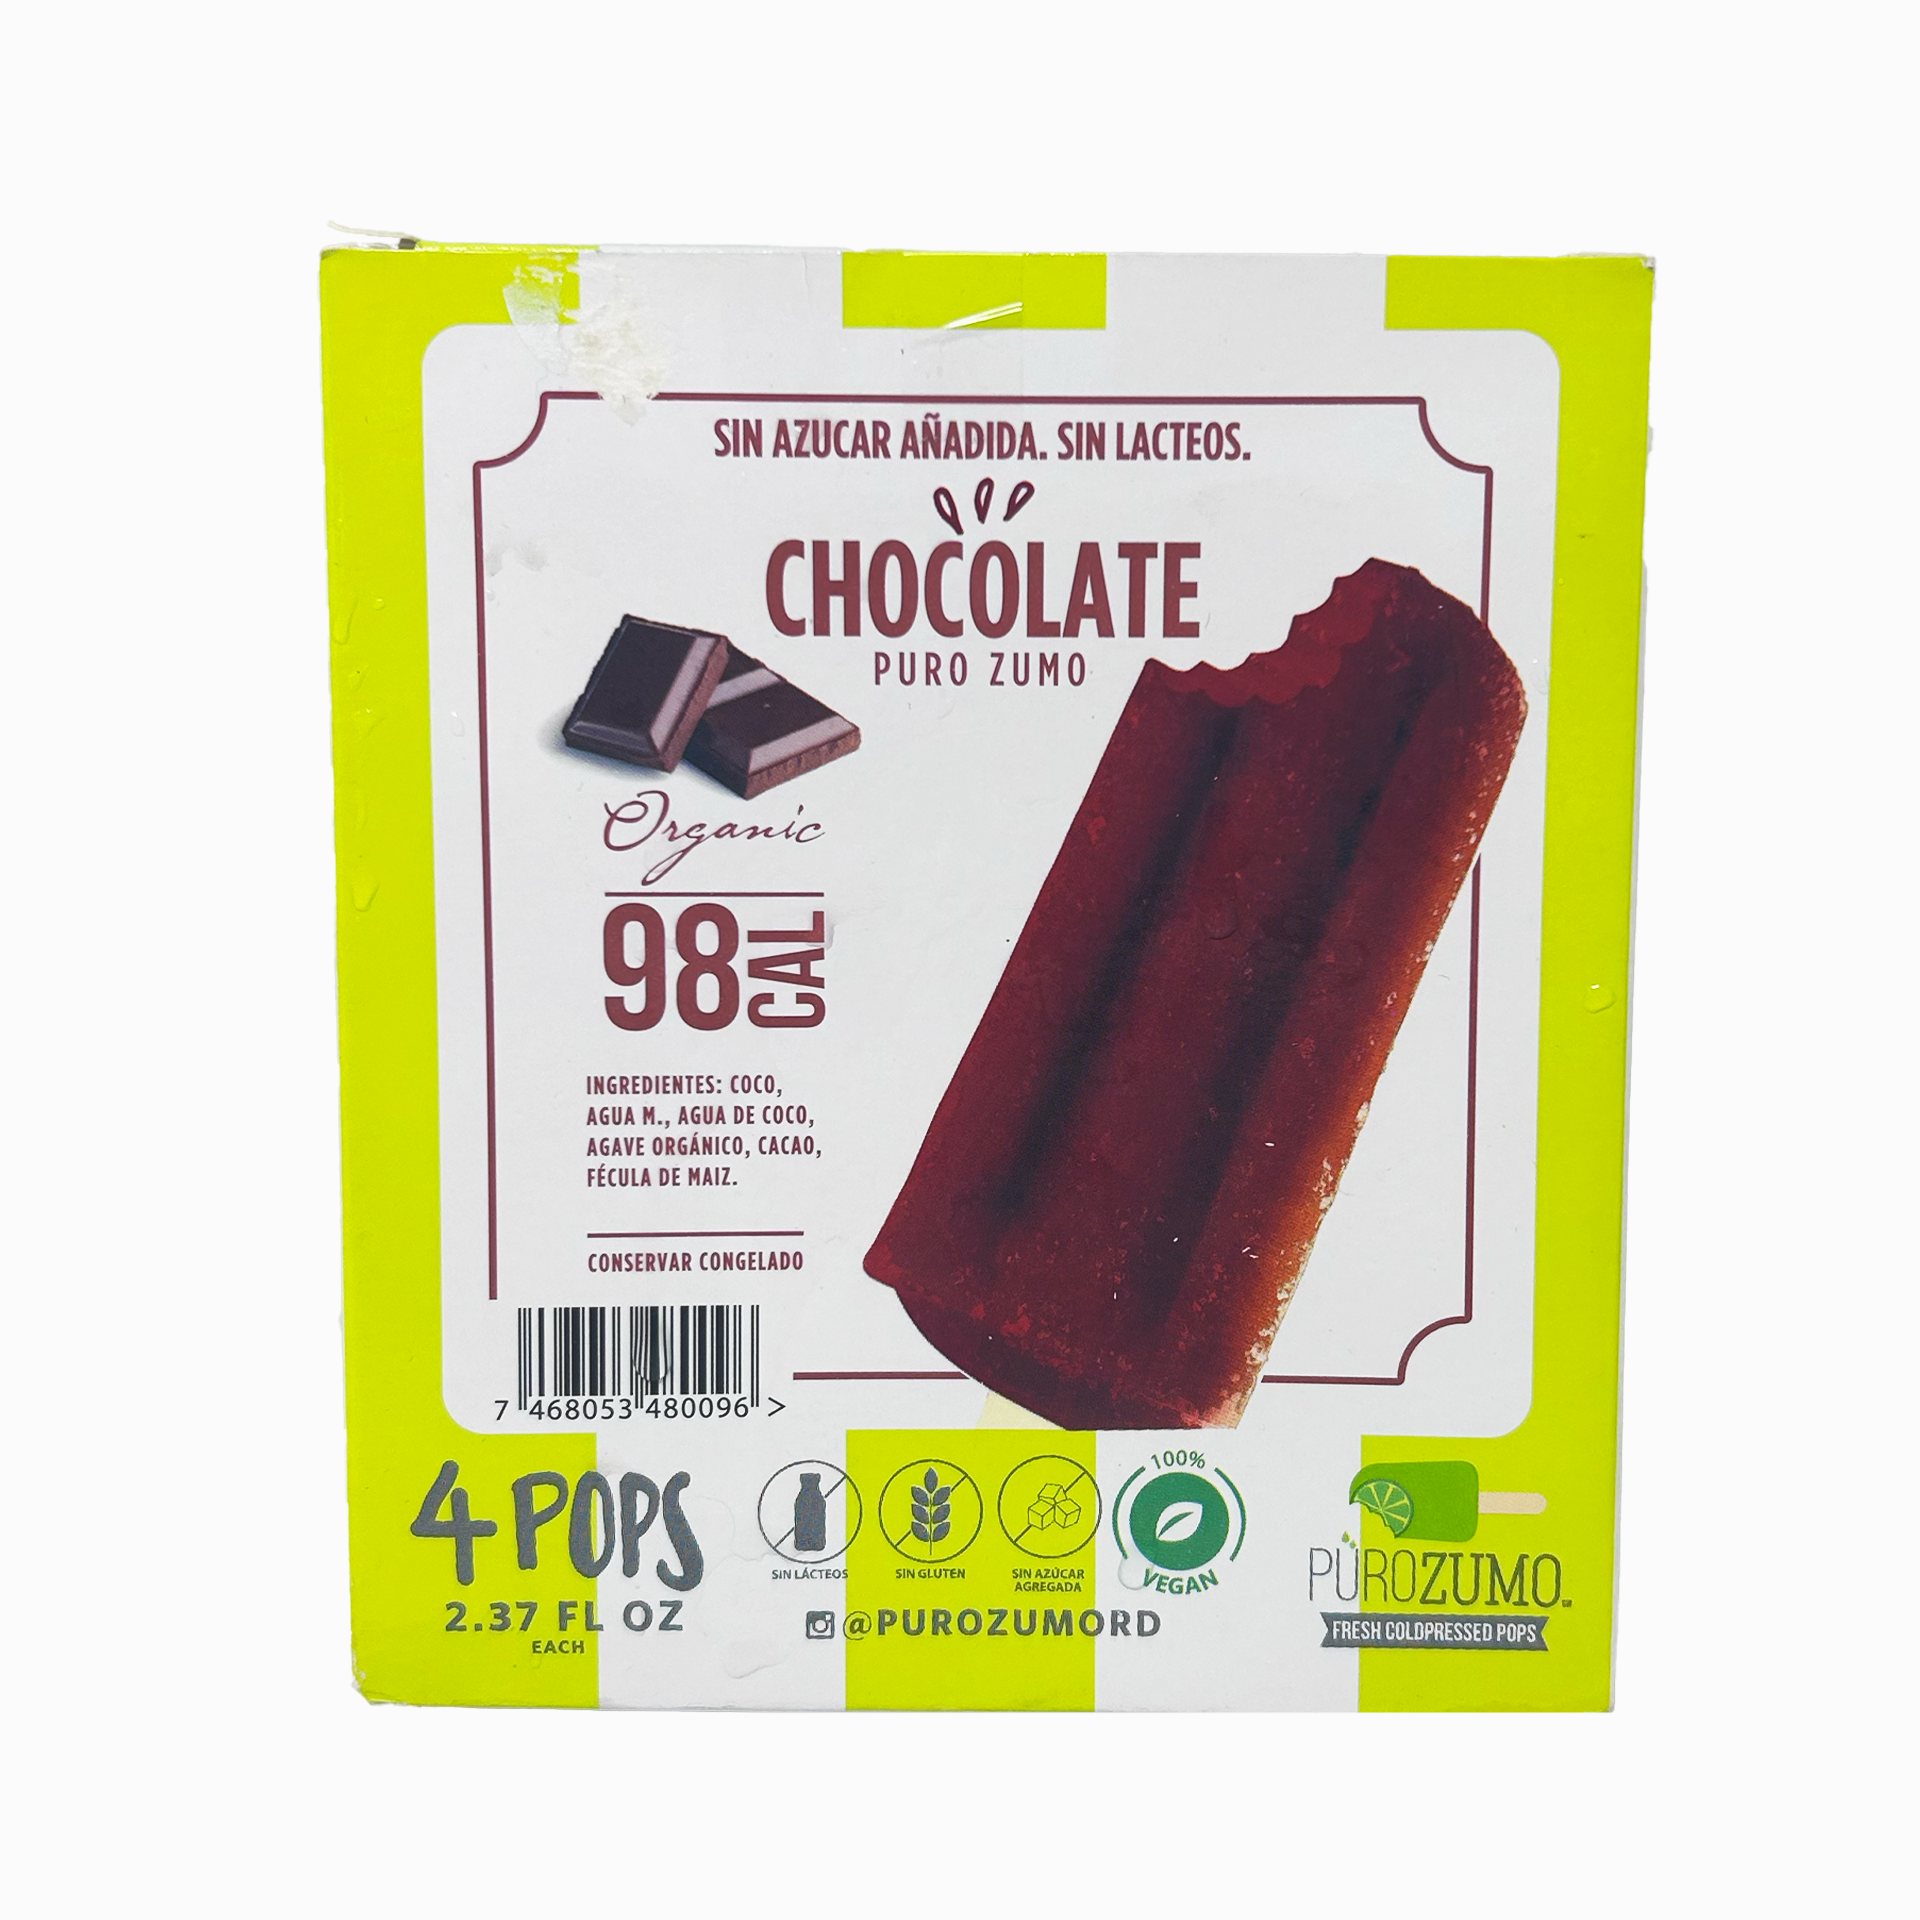 SIN AZUCAR AÑADIDA. SIN LACTEOS.
CHOCOLATE
PURO ZUMO
Organic
98 CAL
INGREDIENTES: COCO,
AGUA M., AGUA DE COCO,
AGAVE ORGÁNICO, CACAO,
FÉCULA DE MAIZ.
CONSERVAR CONGELADO
7 468053 480096 >
4 POPS
2.37 FL OZ
EACH
SIN LÁCTEOS
SIN GLUTEN
SIN AZÚCAR
AGREGADA
100%
VEGAN
@PUROZUMORD
PUROZUMO
FRESH COLDPRESSED POPS